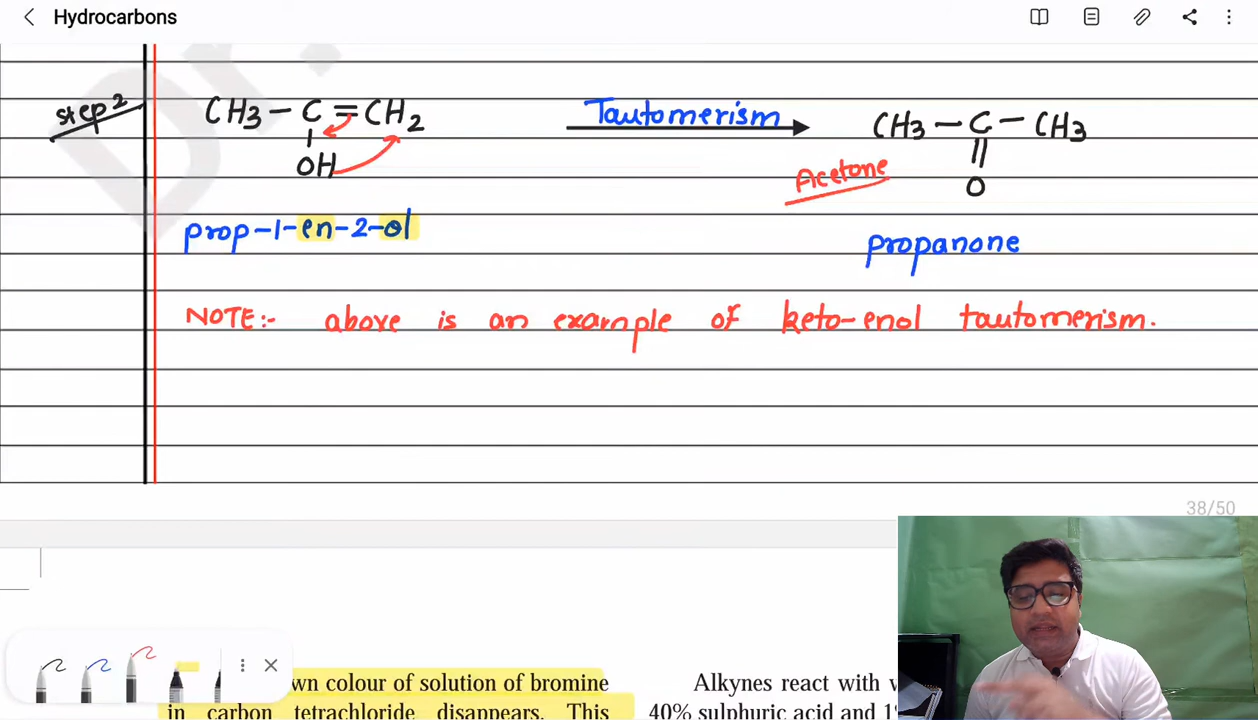 Hydrocarbons
Dr.
step 2
CH3 – C = CH2
OH
Tautomerism
CH3 – C – CH3
O
Acetone
prop-1-en-2-ol
propanone
NOTE:- above is an example of keto-enol tautomerism.
38/50
wn colour of solution of bromine
in carbon tetrachloride disappears. This
Alkynes react with
40% sulphuric acid and